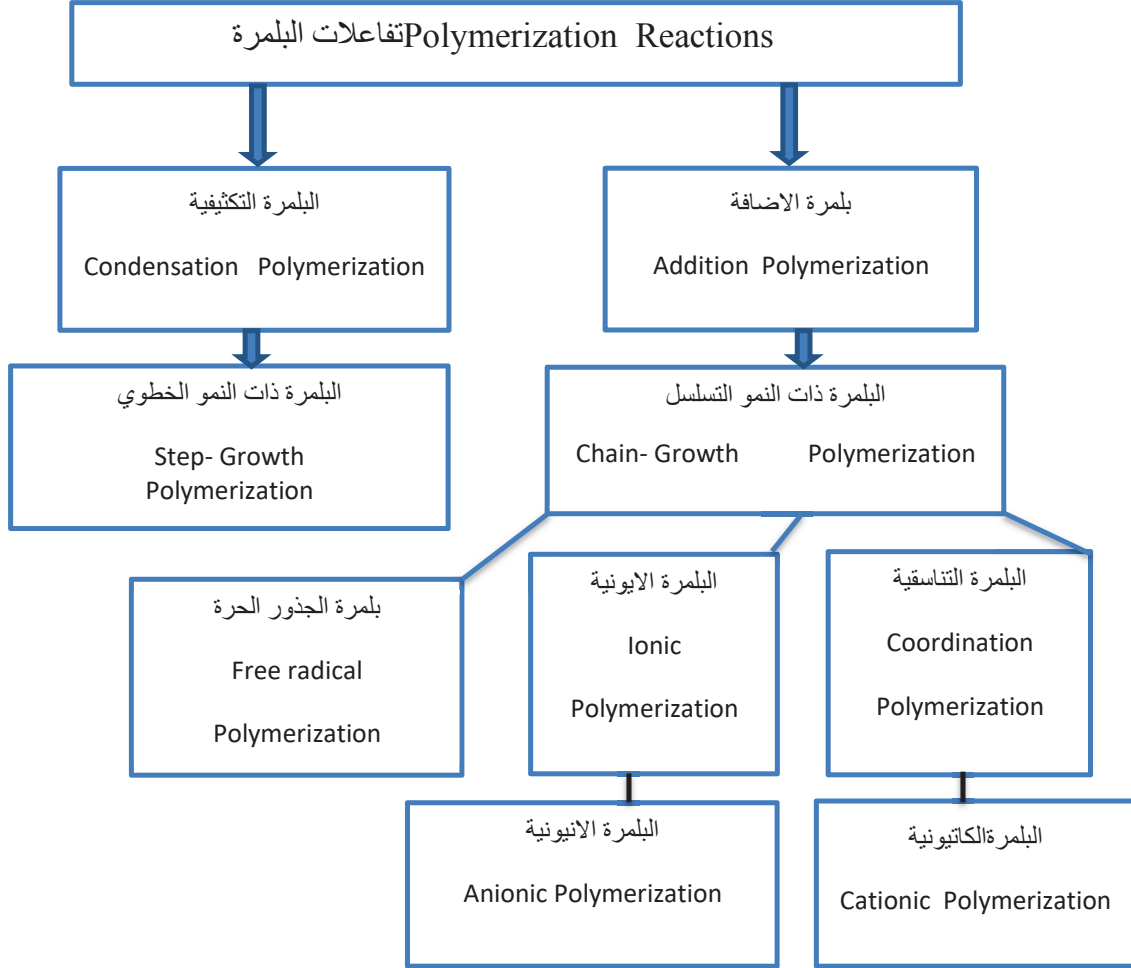 تفاعلات البلمرةPolymerization Reactions
البلمرة التكثيفية
Condensation Polymerization
بلمرة الاضافة
Addition Polymerization
البلمرة ذات النمو الخطوي
Step- Growth
Polymerization
البلمرة ذات النمو التسلسل
Chain- Growth Polymerization
بلمرة الجذور الحرة
Free radical
Polymerization
البلمرة الايونية
Ionic
Polymerization
البلمرة التناسقية
Coordination
Polymerization
البلمرة الانيونية
Anionic Polymerization
البلمرةالكاتيونية
Cationic Polymerization